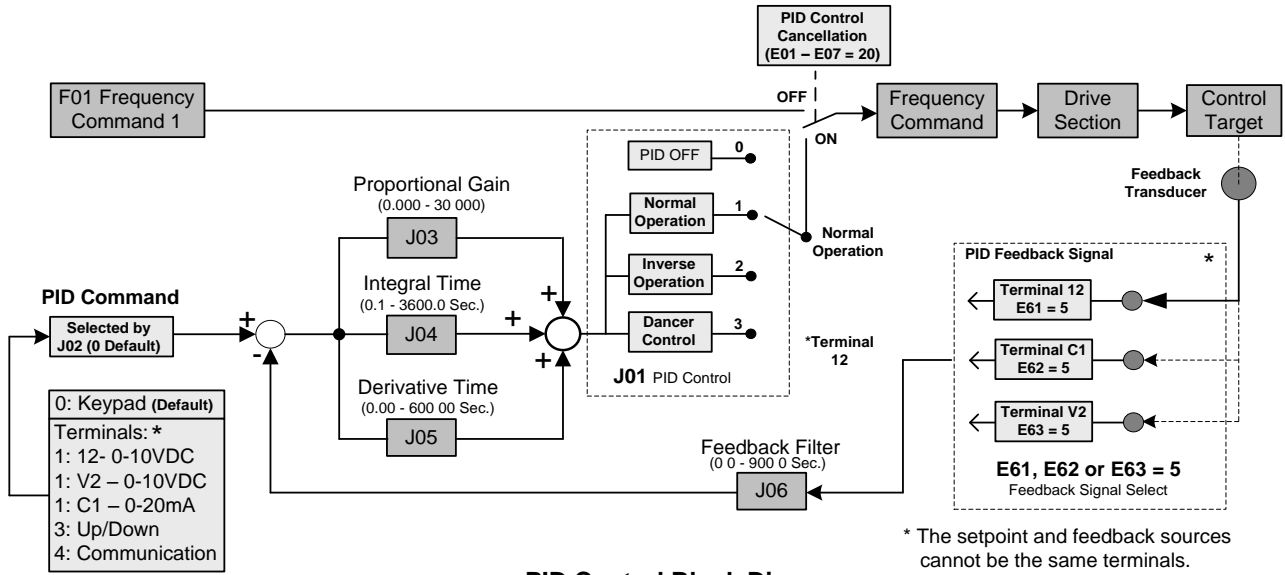 PID Control
Cancellation
(E01 – E07 = 20)
F01 Frequency
Command 1
OFF
ON
Frequency
Command
Drive
Section
Control
Target
Feedback
Transducer
PID OFF
0
Normal
Operation
1
Inverse
Operation
2
Dancer
Control
3
J01 PID Control
Normal
Operation
*Terminal
12
Proportional Gain
(0.000 - 30 000)
J03
Integral Time
(0.1 - 3600.0 Sec.)
J04
Derivative Time
(0.00 - 600 00 Sec.)
J05
+
+
+
PID Command
Selected by
J02 (0 Default)
+
-
0: Keypad (Default)
Terminals: *
1: 12- 0-10VDC
1: V2 – 0-10VDC
1: C1 – 0-20mA
3: Up/Down
4: Communication
Feedback Filter
(0 0 - 900 0 Sec.)
J06
PID Feedback Signal
*
Terminal 12
E61 = 5
Terminal C1
E62 = 5
Terminal V2
E63 = 5
E61, E62 or E63 = 5
Feedback Signal Select
* The setpoint and feedback sources
cannot be the same terminals.